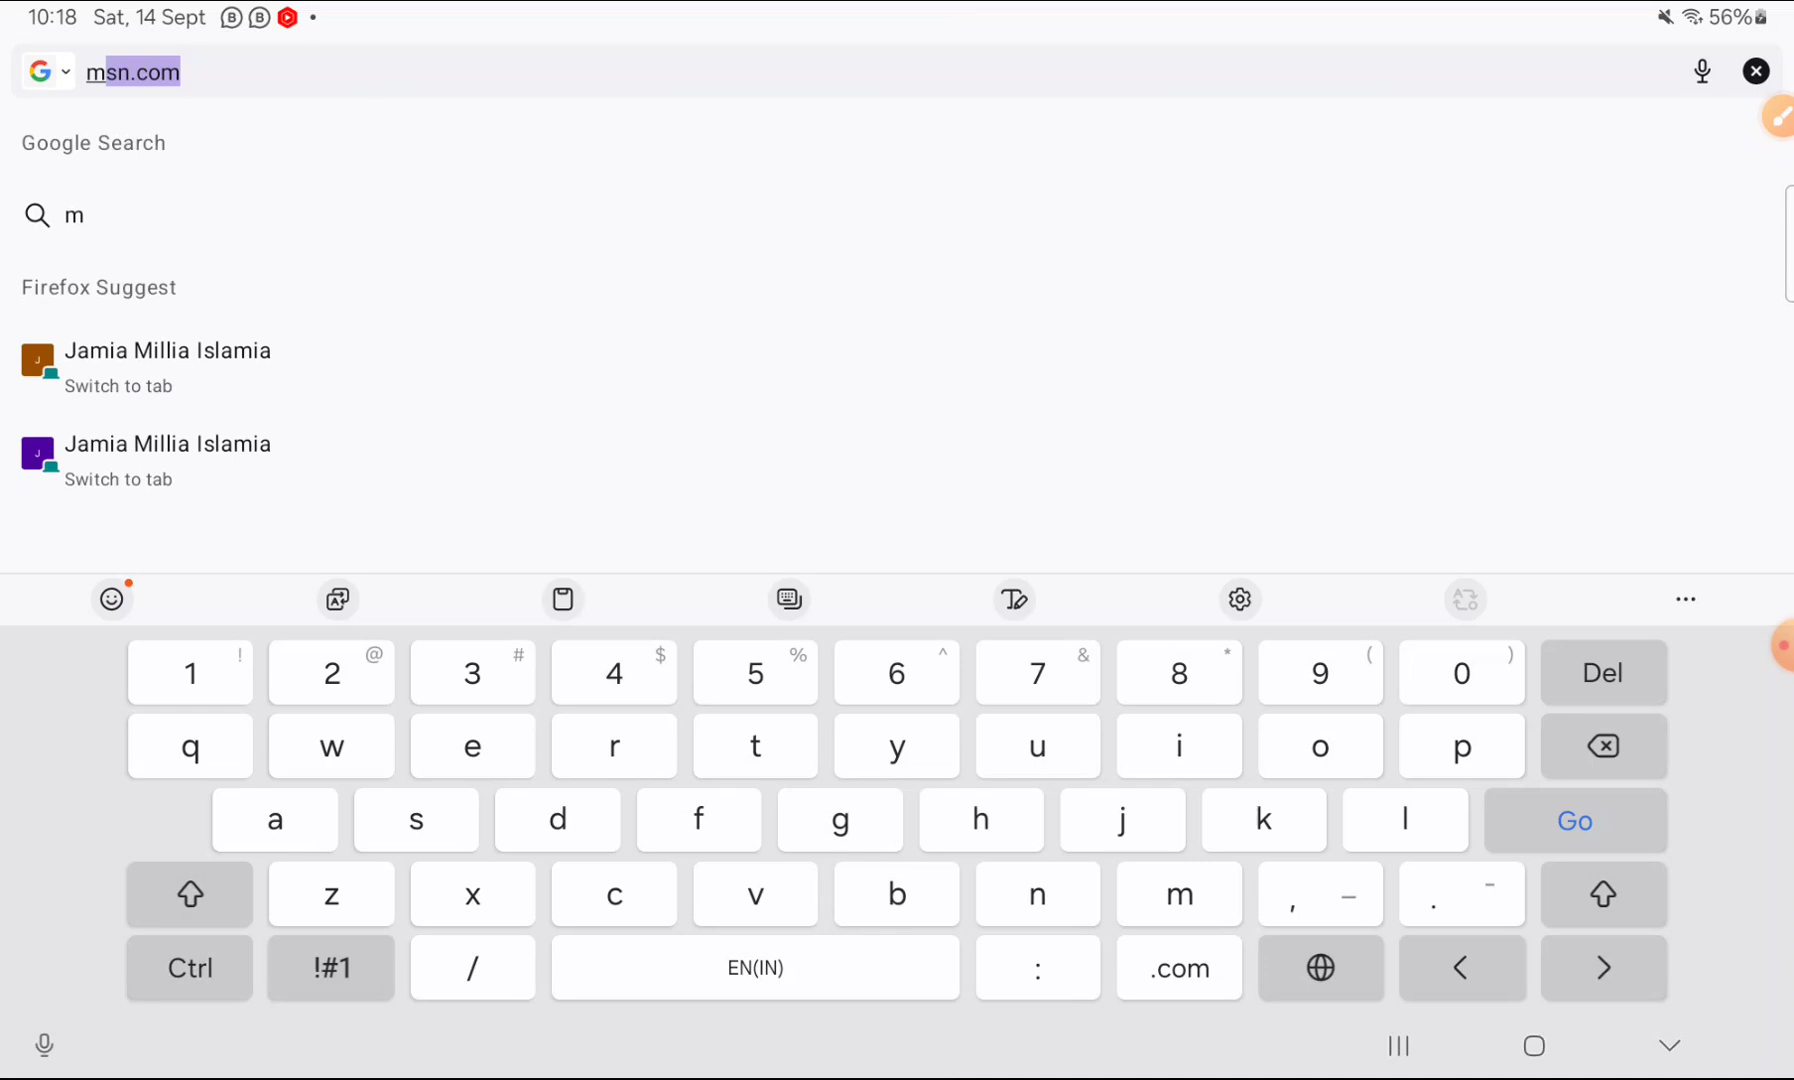 10:18 Sat, 14 Sept 56%
msn.com
Google Search
m
Firefox Suggest
J Jamia Millia Islamia
Switch to tab
J Jamia Millia Islamia
Switch to tab
1 ! 2 @ 3 # 4 $ 5 % 6 ^ 7 & 8 * 9 ( 0 ) Del
q w e r t y u i o p
a s d f g h j k l Go
z x c v b n m , _ . -
Ctrl !#1 / EN(IN) : .com < >